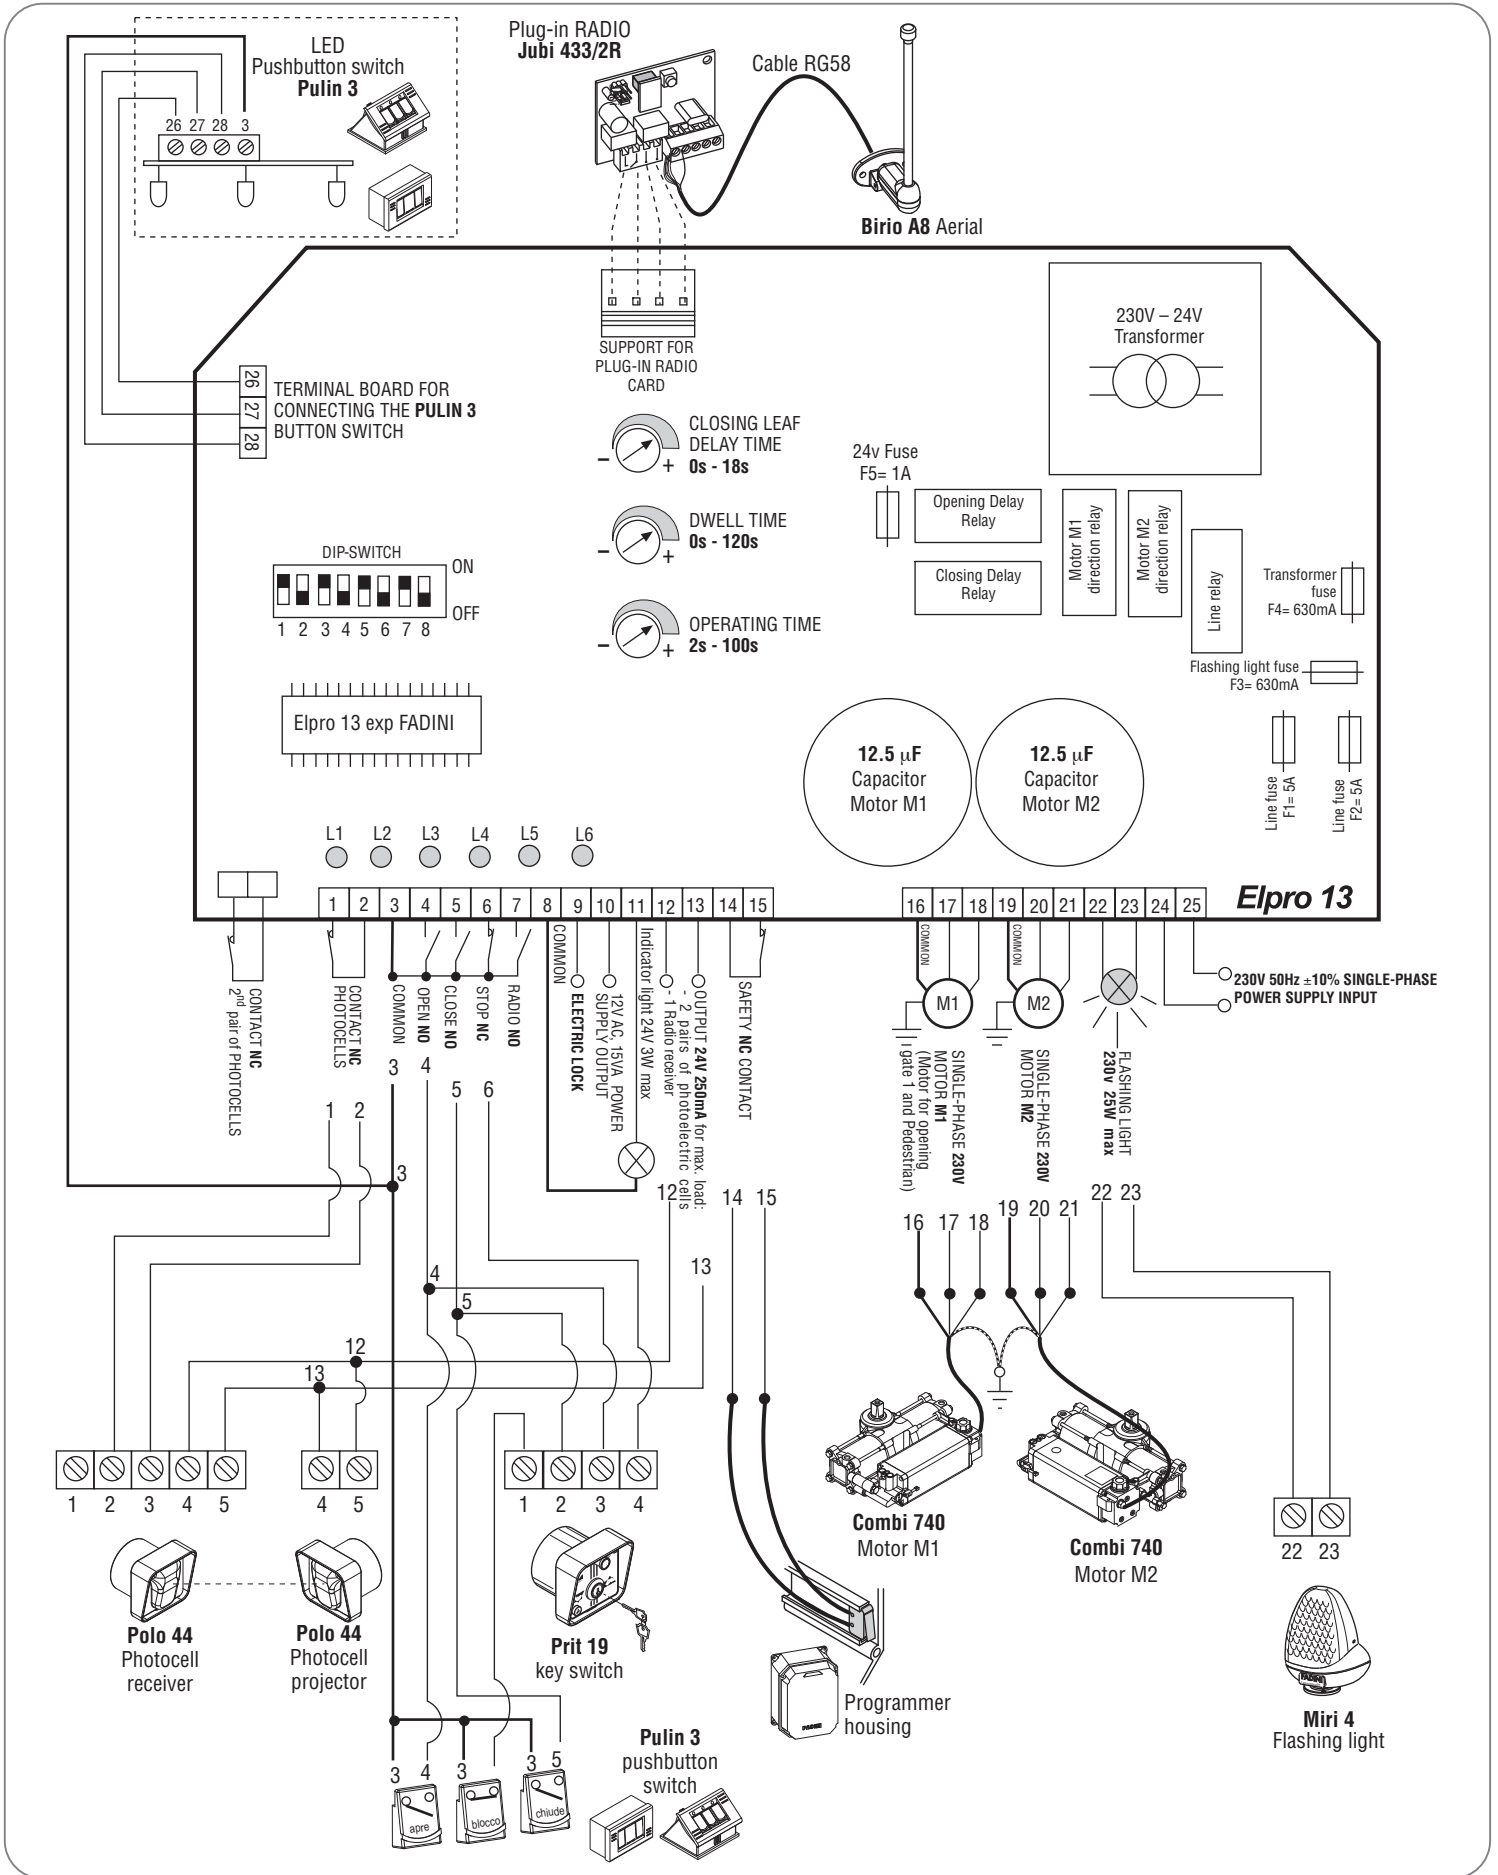 LED
Pushbutton switch
Pulin 3
26 27 28 3
Plug-in RADIO
Jubi 433/2R
Cable RG58
Birio A8 Aerial
SUPPORT FOR
PLUG-IN RADIO
CARD
230V – 24V
Transformer
26
27
28
TERMINAL BOARD FOR
CONNECTING THE PULIN 3
BUTTON SWITCH
– +
CLOSING LEAF
DELAY TIME
0s - 18s
– +
DWELL TIME
0s - 120s
– +
OPERATING TIME
2s - 100s
24v Fuse
F5= 1A
Opening Delay
Relay
Closing Delay
Relay
Motor M1
direction relay
Motor M2
direction relay
Line relay
Transformer
fuse
F4= 630mA
Flashing light fuse
F3= 630mA
Line fuse
F1= 5A
Line fuse
F2= 5A
DIP-SWITCH
ON
OFF
1 2 3 4 5 6 7 8
Elpro 13 exp FADINI
12.5 µF
Capacitor
Motor M1
12.5 µF
Capacitor
Motor M2
L1 L2 L3 L4 L5 L6
1 2 3 4 5 6 7 8 9 10 11 12 13 14 15
16 17 18 19 20 21 22 23 24 25
Elpro 13
CONTACT NC
2nd pair of PHOTOCELLS
CONTACT NC
PHOTOCELLS
COMMON
OPEN NO
CLOSE NO
STOP NC
RADIO NO
COMMON
ELECTRIC LOCK
12V AC, 15VA POWER
SUPPLY OUTPUT
Indicator light 24V 3W max
OUTPUT 24V 250mA for max. load:
- 2 pairs of photoelectric cells
- 1 Radio receiver
SAFETY NC CONTACT
COMMON
M1
COMMON
M2
230V 50Hz ±10% SINGLE-PHASE
POWER SUPPLY INPUT
SINGLE-PHASE 230V
MOTOR M1
(Motor for opening
gate 1 and Pedestrian)
SINGLE-PHASE 230V
MOTOR M2
FLASHING LIGHT
230v 25W max
3 4
5 6
1 2
3
12 14 15
16 17 18
19 20 21
22 23
4
13
5
12
13
1 2 3 4 5
4 5
1 2 3 4
Polo 44
Photocell
receiver
Polo 44
Photocell
projector
Prit 19
key switch
Combi 740
Motor M1
Combi 740
Motor M2
22 23
FADINI
Miri 4
Flashing light
Programmer
housing
Pulin 3
pushbutton
switch
3 4
3
3 5
apre
blocco
chiude